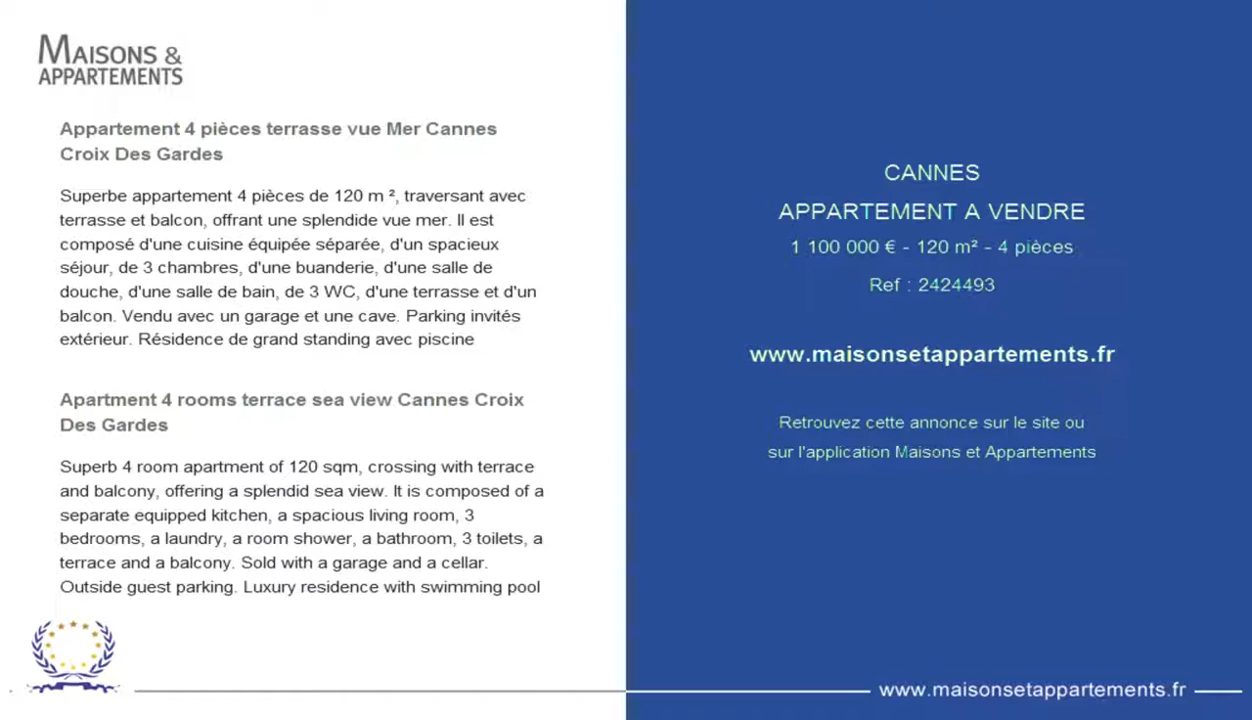 MAISONS &
APPARTEMENTS
Appartement 4 pièces terrasse vue Mer Cannes
Croix Des Gardes
Superbe appartement 4 pièces de 120 m ², traversant avec
terrasse et balcon, offrant une splendide vue mer. Il est
composé d'une cuisine équipée séparée, d'un spacieux
séjour, de 3 chambres, d'une buanderie, d'une salle de
douche, d'une salle de bain, de 3 WC, d'une terrasse et d'un
balcon. Vendu avec un garage et une cave. Parking invités
extérieur. Résidence de grand standing avec piscine
Apartment 4 rooms terrace sea view Cannes Croix
Des Gardes
Superb 4 room apartment of 120 sqm, crossing with terrace
and balcony, offering a splendid sea view. It is composed of a
separate equipped kitchen, a spacious living room, 3
bedrooms, a laundry, a room shower, a bathroom, 3 toilets, a
terrace and a balcony. Sold with a garage and a cellar.
Outside guest parking. Luxury residence with swimming pool
CANNES
APPARTEMENT A VENDRE
1 100 000 € - 120 m² - 4 pièces
Ref : 2424493
www.maisonsetappartements.fr
Retrouvez cette annonce sur le site ou
sur l'application Maisons et Appartements
www.maisonsetappartements.fr